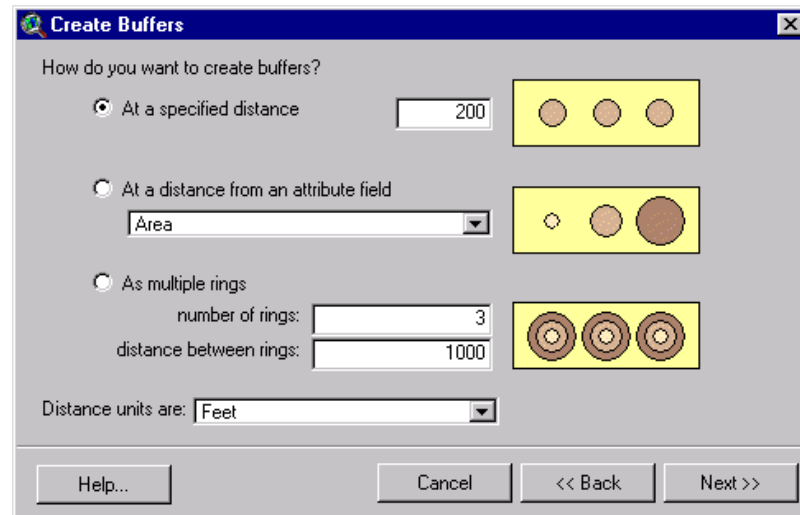 Create Buffers
How do you want to create buffers?
At a specified distance 200
At a distance from an attribute field
Area
As multiple rings
number of rings: 3
distance between rings: 1000
Distance units are: Feet
Help... Cancel << Back Next >>